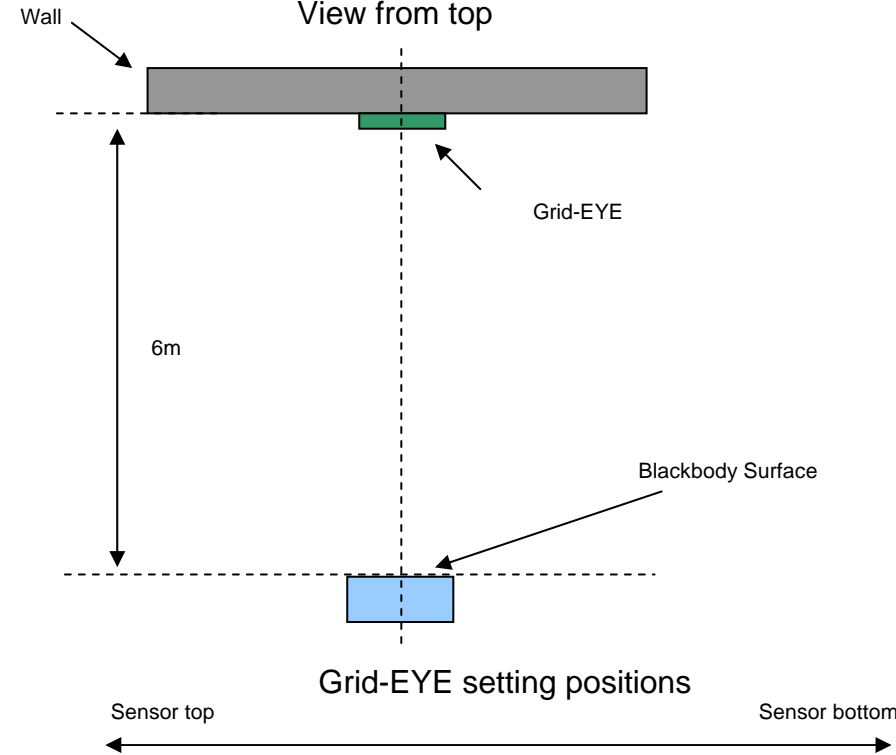 View from top
Wall
Grid-EYE
6m
Blackbody Surface
Grid-EYE setting positions
Sensor top
Sensor bottom